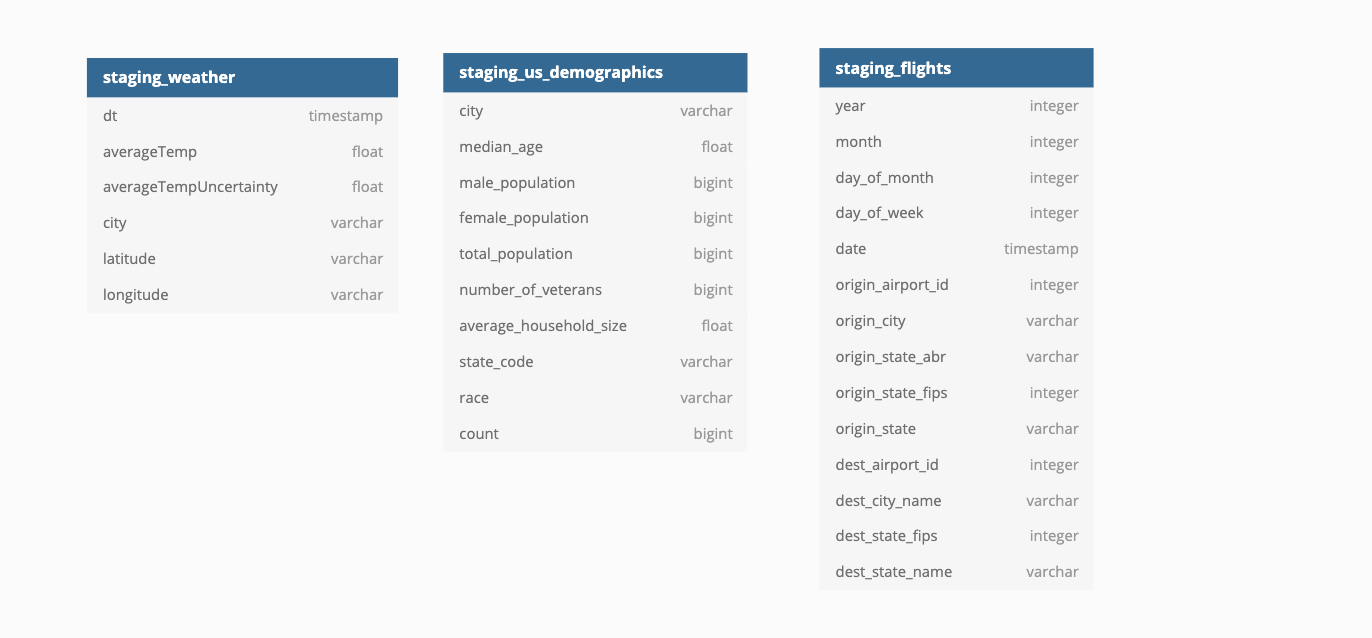 staging_weather
dt timestamp
averageTemp float
averageTempUncertainty float
city varchar
latitude varchar
longitude varchar
staging_us_demographics
city varchar
median_age float
male_population bigint
female_population bigint
total_population bigint
number_of_veterans bigint
average_household_size float
state_code varchar
race varchar
count bigint
staging_flights
year integer
month integer
day_of_month integer
day_of_week integer
date timestamp
origin_airport_id integer
origin_city varchar
origin_state_abr varchar
origin_state_fips integer
origin_state varchar
dest_airport_id integer
dest_city_name varchar
dest_state_fips integer
dest_state_name varchar